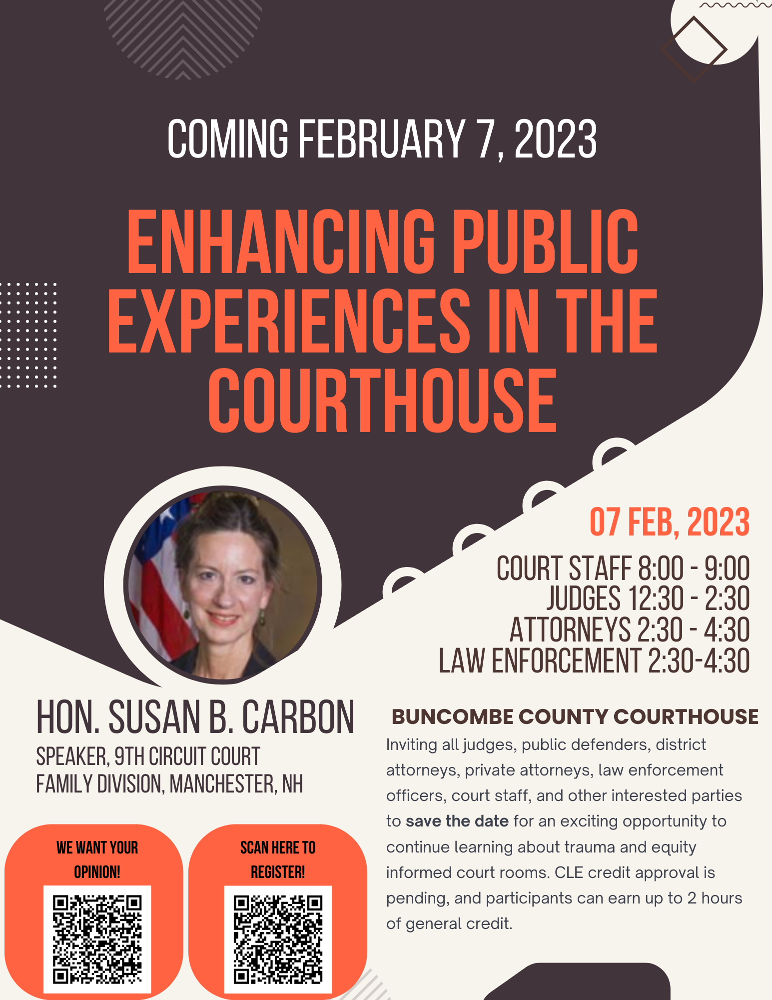 COMING FEBRUARY 7, 2023
ENHANCING PUBLIC
EXPERIENCES IN THE
COURTHOUSE
07 FEB, 2023
COURT STAFF 8:00 - 9:00
JUDGES 12:30 - 2:30
ATTORNEYS 2:30 - 4:30
LAW ENFORCEMENT 2:30-4:30
HON. SUSAN B. CARBON
SPEAKER, 9TH CIRCUIT COURT
FAMILY DIVISION, MANCHESTER, NH
BUNCOMBE COUNTY COURTHOUSE
Inviting all judges, public defenders, district
attorneys, private attorneys, law enforcement
officers, court staff, and other interested parties
to save the date for an exciting opportunity to
continue learning about trauma and equity
informed court rooms. CLE credit approval is
pending, and participants can earn up to 2 hours
of general credit.
WE WANT YOUR
OPINION!
SCAN HERE TO
REGISTER!